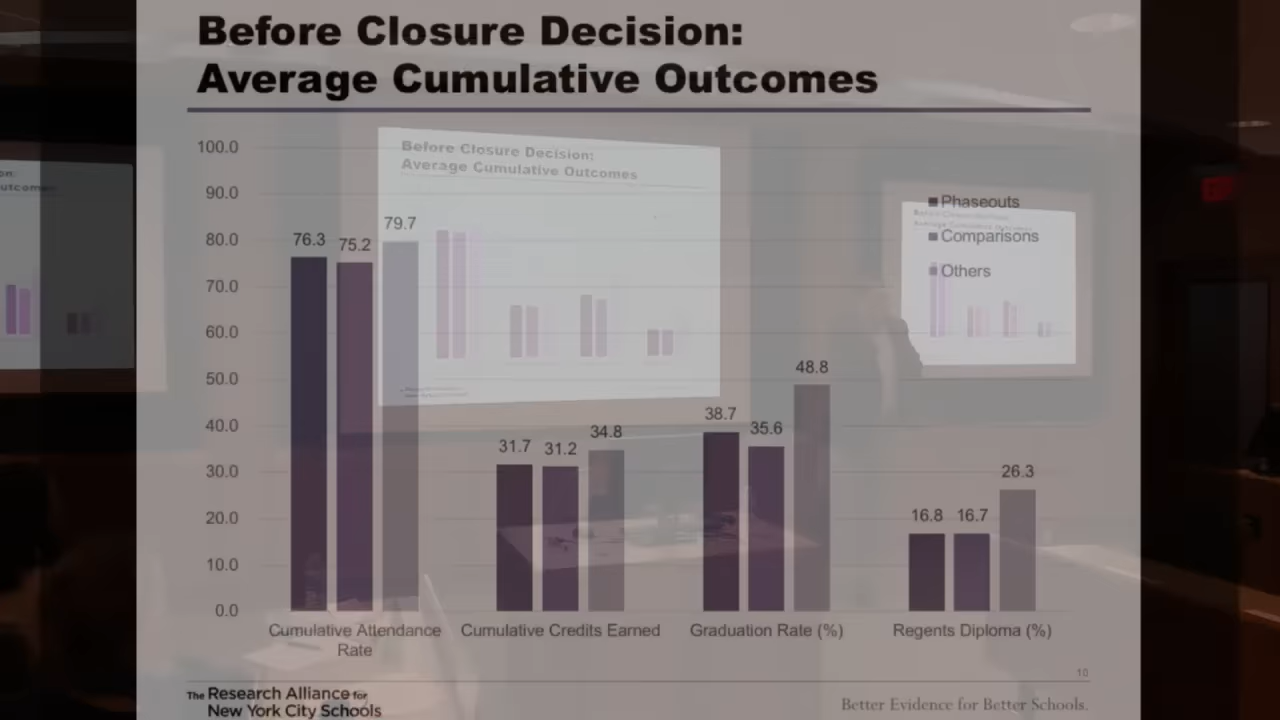 Before Closure Decision:
Average Cumulative Outcomes
100.0
90.0
80.0
70.0
60.0
50.0
40.0
30.0
20.0
10.0
0.0
76.3
75.2
79.7
31.7
31.2
34.8
38.7
35.6
48.8
16.8
16.7
26.3
Cumulative Attendance
Rate
Cumulative Credits Earned
Graduation Rate (%)
Regents Diploma (%)
Phaseouts
Comparisons
Others
Before Closure Decision:
Average Cumulative Outcomes
10
The Research Alliance for
New York City Schools
Better Evidence for Better Schools.